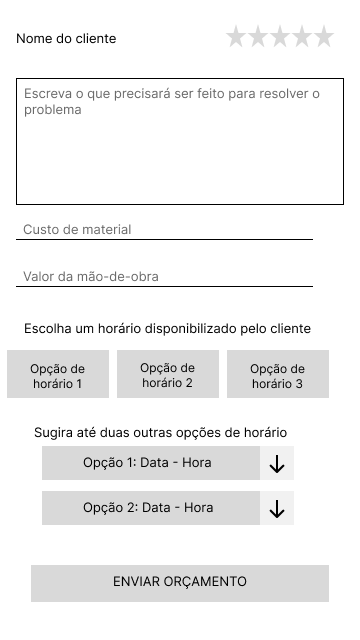 Nome do cliente
Escreva o que precisará ser feito para resolver o
problema
Custo de material
Valor da mão-de-obra
Escolha um horário disponibilizado pelo cliente
Opção de
horário 1
Opção de
horário 2
Opção de
horário 3
Sugira até duas outras opções de horário
Opção 1: Data - Hora
Opção 2: Data - Hora
ENVIAR ORÇAMENTO